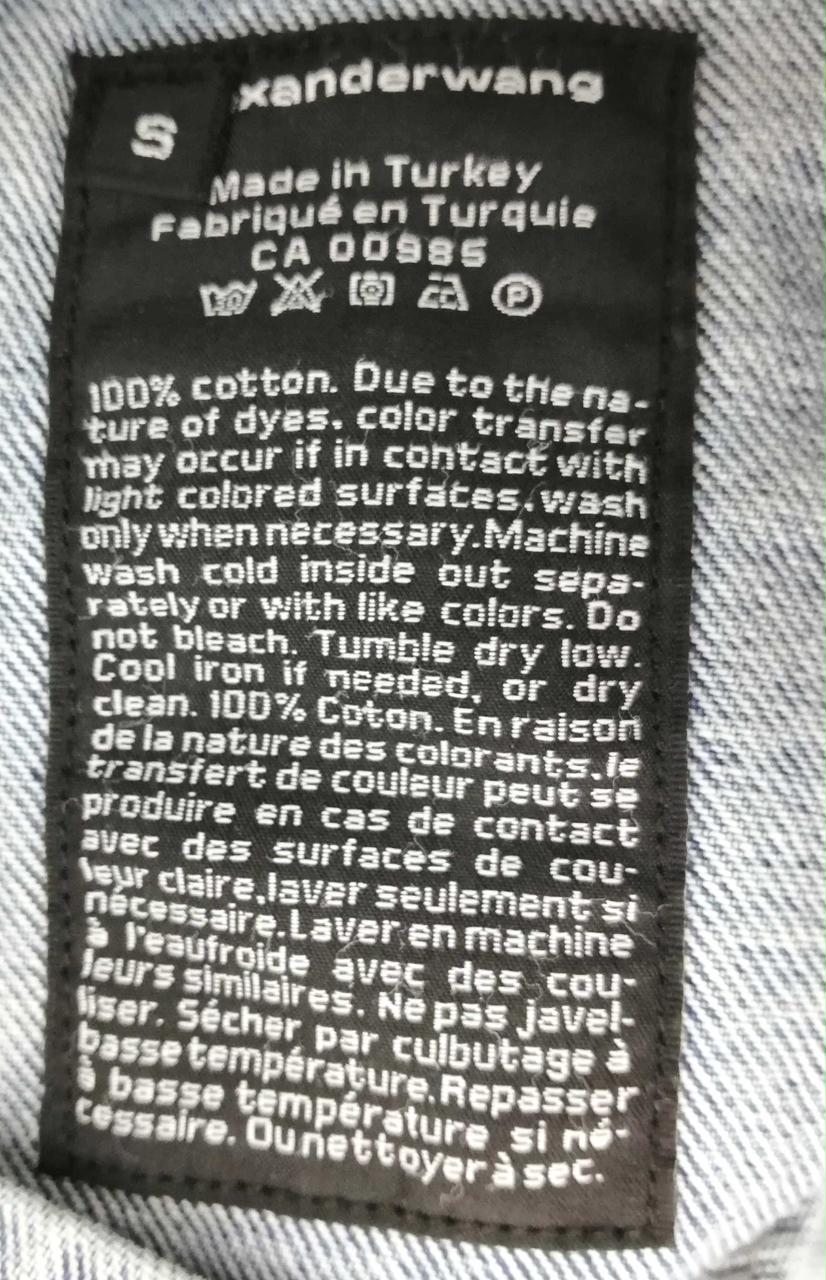 S
xanderwang
Made in Turkey
Fabriqué en Turquie
CA 00985
P
100% cotton. Due to the na-
ture of dyes. color transfer
may occur if in contact with
light colored surfaces, wash
only when necessary. Machine
wash cold inside out sepa-
rately or with like colors. Do
not bleach. Tumble dry low.
Cool iron if needed, or dry
clean. 100% Coton. En raison
de la nature des colorants. le
transfert de couleur peut se
produire en cas de contact
avec des surfaces de cou-
leur claire. laver seulement si
nécessaire. Laver en machine
à l'eaufroide avec des cou-
leurs similaires. Ne pas javel-
liser. Sécher par culbutage à
basse température. Repasser
à basse température si né-
cessaire. Ou nettoyer à sec.